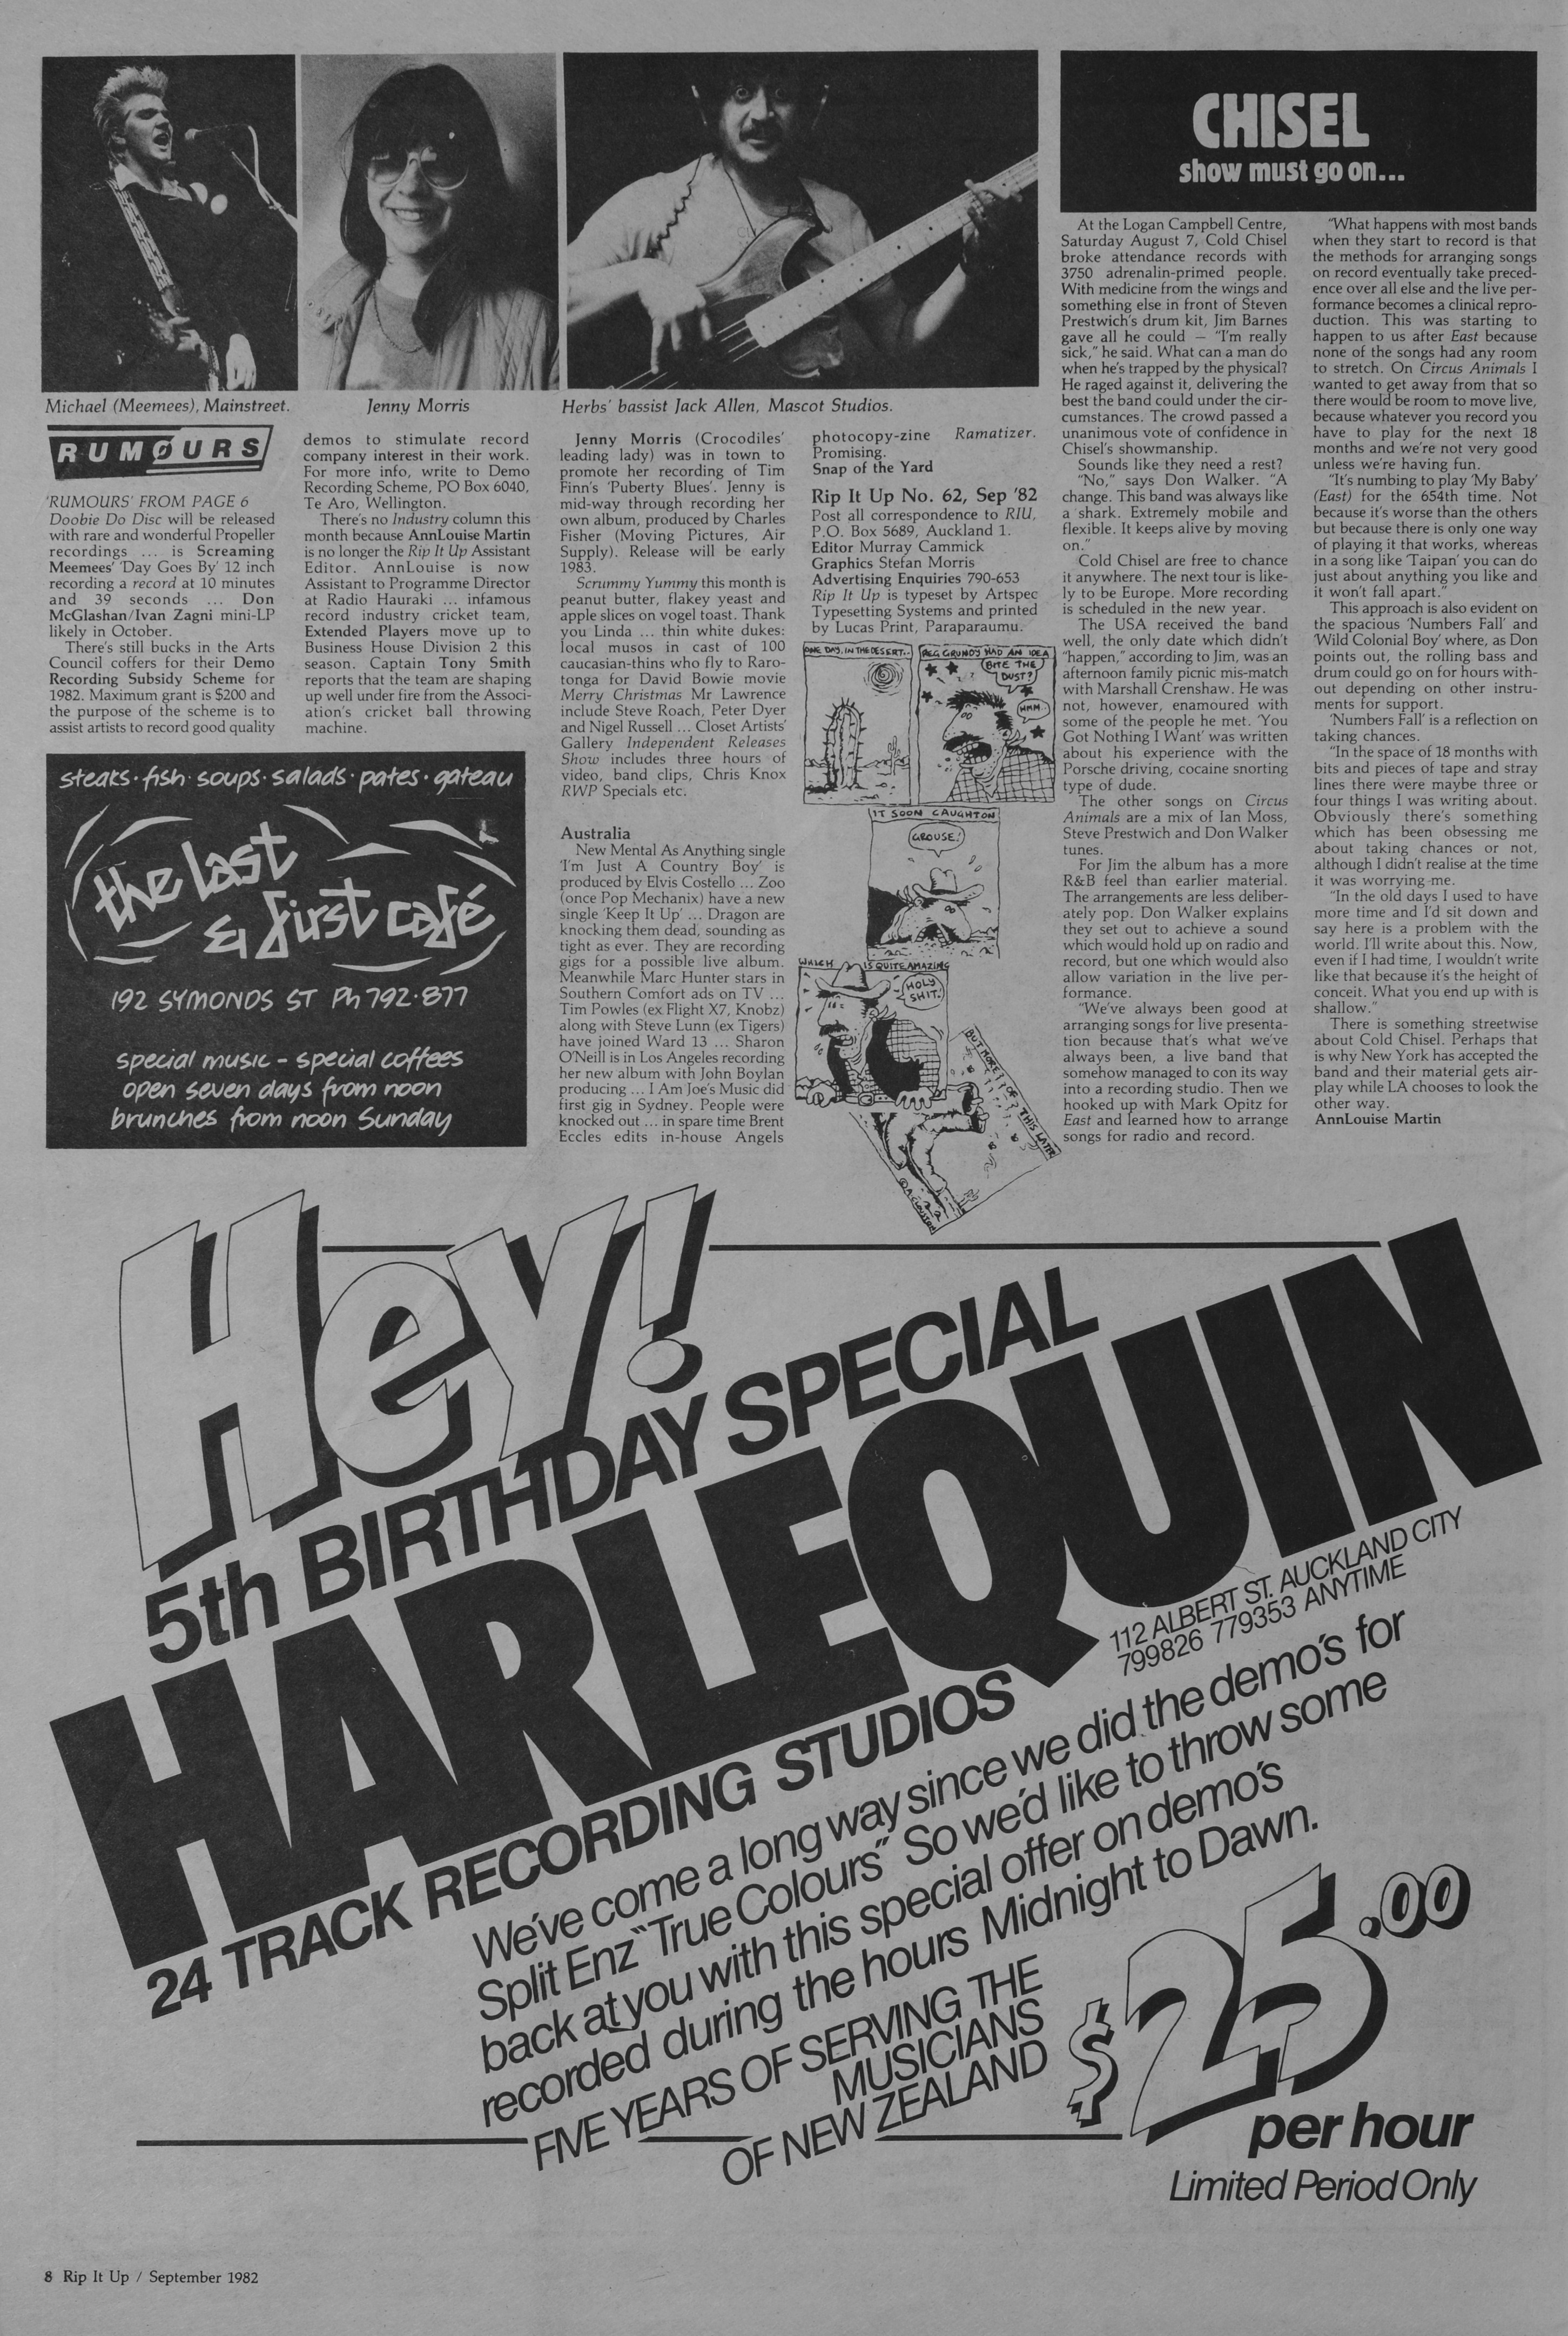 Michael (Meemees), Mainstreet.
Jenny Morris
Herbs' bassist Jack Allen, Mascot Studios.
RUMOURS
'RUMOURS' FROM PAGE 6
Doobie Do Disc will be released
with rare and wonderful Propeller
recordings ... is Screaming
Meemees' 'Day Goes By' 12 inch
recording a record at 10 minutes
and 39 seconds ... Don
McGlashan/Ivan Zagni mini-LP
likely in October.
There's still bucks in the Arts
Council coffers for their Demo
Recording Subsidy Scheme for
1982. Maximum grant is $200 and
the purpose of the scheme is to
assist artists to record good quality
demos to stimulate record
company interest in their work.
For more info, write to Demo
Recording Scheme, PO Box 6040,
Te Aro, Wellington.
There's no Industry column this
month because AnnLouise Martin
is no longer the Rip It Up Assistant
Editor. AnnLouise is now
Assistant to Programme Director
at Radio Hauraki ... infamous
record industry cricket team,
Extended Players move up to
Business House Division 2 this
season. Captain Tony Smith
reports that the team are shaping
up well under fire from the Associ-
ation's cricket ball throwing
machine.
steaks · fish · soups · salads · pates · gateau
the last
& first café
192 SYMONDS ST Ph 792·877
special music – special coffees
open seven days from noon
brunches from noon Sunday
Jenny Morris (Crocodiles'
leading lady) was in town to
promote her recording of Tim
Finn's 'Puberty Blues'. Jenny is
mid-way through recording her
own album, produced by Charles
Fisher (Moving Pictures, Air
Supply). Release will be early
1983.
Scrummy Yummy this month is
peanut butter, flakey yeast and
apple slices on vogel toast. Thank
you Linda ... thin white dukes:
local musos in cast of 100
caucasian-thins who fly to Raro-
tonga for David Bowie movie
Merry Christmas Mr Lawrence
include Steve Roach, Peter Dyer
and Nigel Russell ... Closet Artists'
Gallery Independent Releases
Show includes three hours of
video, band clips, Chris Knox
RWP Specials etc.
Australia
New Mental As Anything single
'I'm Just A Country Boy' is
produced by Elvis Costello ... Zoo
(once Pop Mechanix) have a new
single 'Keep It Up' ... Dragon are
knocking them dead, sounding as
tight as ever. They are recording
gigs for a possible live album.
Meanwhile Marc Hunter stars in
Southern Comfort ads on TV ...
Tim Powles (ex Flight X7, Knobz)
along with Steve Lunn (ex Tigers)
have joined Ward 13 ... Sharon
O'Neill is in Los Angeles recording
her new album with John Boylan
producing ... I Am Joe's Music did
first gig in Sydney. People were
knocked out ... in spare time Brent
Eccles edits in-house Angels
photocopy-zine Ramatizer.
Promising.
Snap of the Yard
Rip It Up No. 62, Sep '82
Post all correspondence to RIU,
P.O. Box 5689, Auckland 1.
Editor Murray Cammick
Graphics Stefan Morris
Advertising Enquiries 790-653
Rip It Up is typeset by Artspec
Typesetting Systems and printed
by Lucas Print, Paraparaumu.
ONE DAY, IN THE DESERT..
REG GRUNDY HAD AN IDEA
BITE THE
DUST?
HMM.
IT SOON CAUGHT ON
GROUSE!
WHICH IS QUITE AMAZING
HOLY
SHIT!
BUT MORE OF THIS LATER
CHISEL
show must go on...
At the Logan Campbell Centre,
Saturday August 7, Cold Chisel
broke attendance records with
3750 adrenalin-primed people.
With medicine from the wings and
something else in front of Steven
Prestwich's drum kit, Jim Barnes
gave all he could — "I'm really
sick," he said. What can a man do
when he's trapped by the physical?
He raged against it, delivering the
best the band could under the cir-
cumstances. The crowd passed a
unanimous vote of confidence in
Chisel's showmanship.
Sounds like they need a rest?
"No," says Don Walker. "A
change. This band was always like
a shark. Extremely mobile and
flexible. It keeps alive by moving
on."
Cold Chisel are free to chance
it anywhere. The next tour is like-
ly to be Europe. More recording
is scheduled in the new year.
The USA received the band
well, the only date which didn't
"happen," according to Jim, was an
afternoon family picnic mis-match
with Marshall Crenshaw. He was
not, however, enamoured with
some of the people he met. 'You
Got Nothing I Want' was written
about his experience with the
Porsche driving, cocaine snorting
type of dude.
The other songs on Circus
Animals are a mix of Ian Moss,
Steve Prestwich and Don Walker
tunes.
For Jim the album has a more
R&B feel than earlier material.
The arrangements are less deliber-
ately pop. Don Walker explains
they set out to achieve a sound
which would hold up on radio and
record, but one which would also
allow variation in the live per-
formance.
"We've always been good at
arranging songs for live presenta-
tion because that's what we've
always been, a live band that
somehow managed to con its way
into a recording studio. Then we
hooked up with Mark Opitz for
East and learned how to arrange
songs for radio and record.
"What happens with most bands
when they start to record is that
the methods for arranging songs
on record eventually take preced-
ence over all else and the live per-
formance becomes a clinical repro-
duction. This was starting to
happen to us after East because
none of the songs had any room
to stretch. On Circus Animals I
wanted to get away from that so
there would be room to move live,
because whatever you record you
have to play for the next 18
months and we're not very good
unless we're having fun.
"It's numbing to play 'My Baby'
(East) for the 654th time. Not
because it's worse than the others
but because there is only one way
of playing it that works, whereas
in a song like 'Taipan' you can do
just about anything you like and
it won't fall apart."
This approach is also evident on
the spacious 'Numbers Fall' and
'Wild Colonial Boy' where, as Don
points out, the rolling bass and
drum could go on for hours with-
out depending on other instru-
ments for support.
'Numbers Fall' is a reflection on
taking chances.
"In the space of 18 months with
bits and pieces of tape and stray
lines there were maybe three or
four things I was writing about.
Obviously there's something
which has been obsessing me
about taking chances or not,
although I didn't realise at the time
it was worrying me.
"In the old days I used to have
more time and I'd sit down and
say here is a problem with the
world. I'll write about this. Now,
even if I had time, I wouldn't write
like that because it's the height of
conceit. What you end up with is
shallow."
There is something streetwise
about Cold Chisel. Perhaps that
is why New York has accepted the
band and their material gets air-
play while LA chooses to look the
other way.
AnnLouise Martin
Hey!
5th BIRTHDAY SPECIAL
HARLEQUIN
112 ALBERT ST. AUCKLAND CITY
799826 779353 ANYTIME
24 TRACK RECORDING STUDIOS
We've come a long way since we did the demo's for
Split Enz "True Colours" So we'd like to throw some
back at you with this special offer on demo's
recorded during the hours Midnight to Dawn.
FIVE YEARS OF SERVING THE
MUSICIANS
OF NEW ZEALAND
$25.00
per hour
Limited Period Only
8 Rip It Up / September 1982